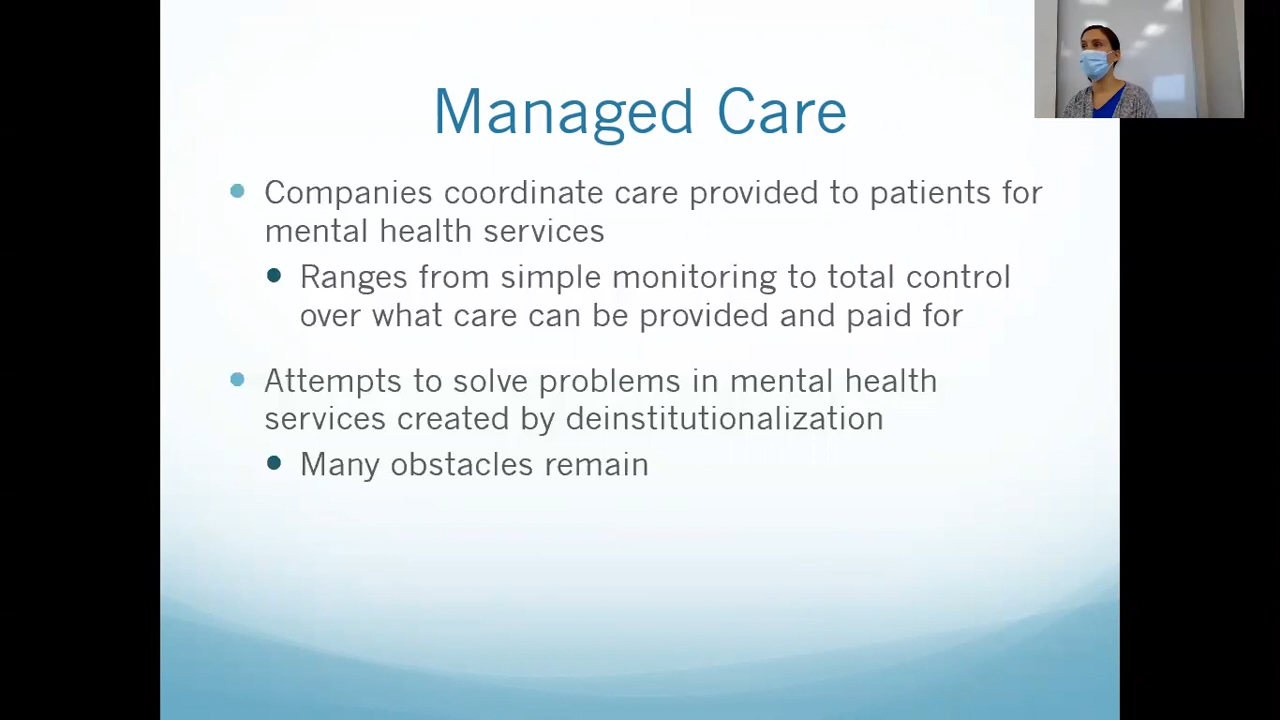 Managed Care
Companies coordinate care provided to patients for
mental health services
Ranges from simple monitoring to total control
over what care can be provided and paid for
Attempts to solve problems in mental health
services created by deinstitutionalization
Many obstacles remain